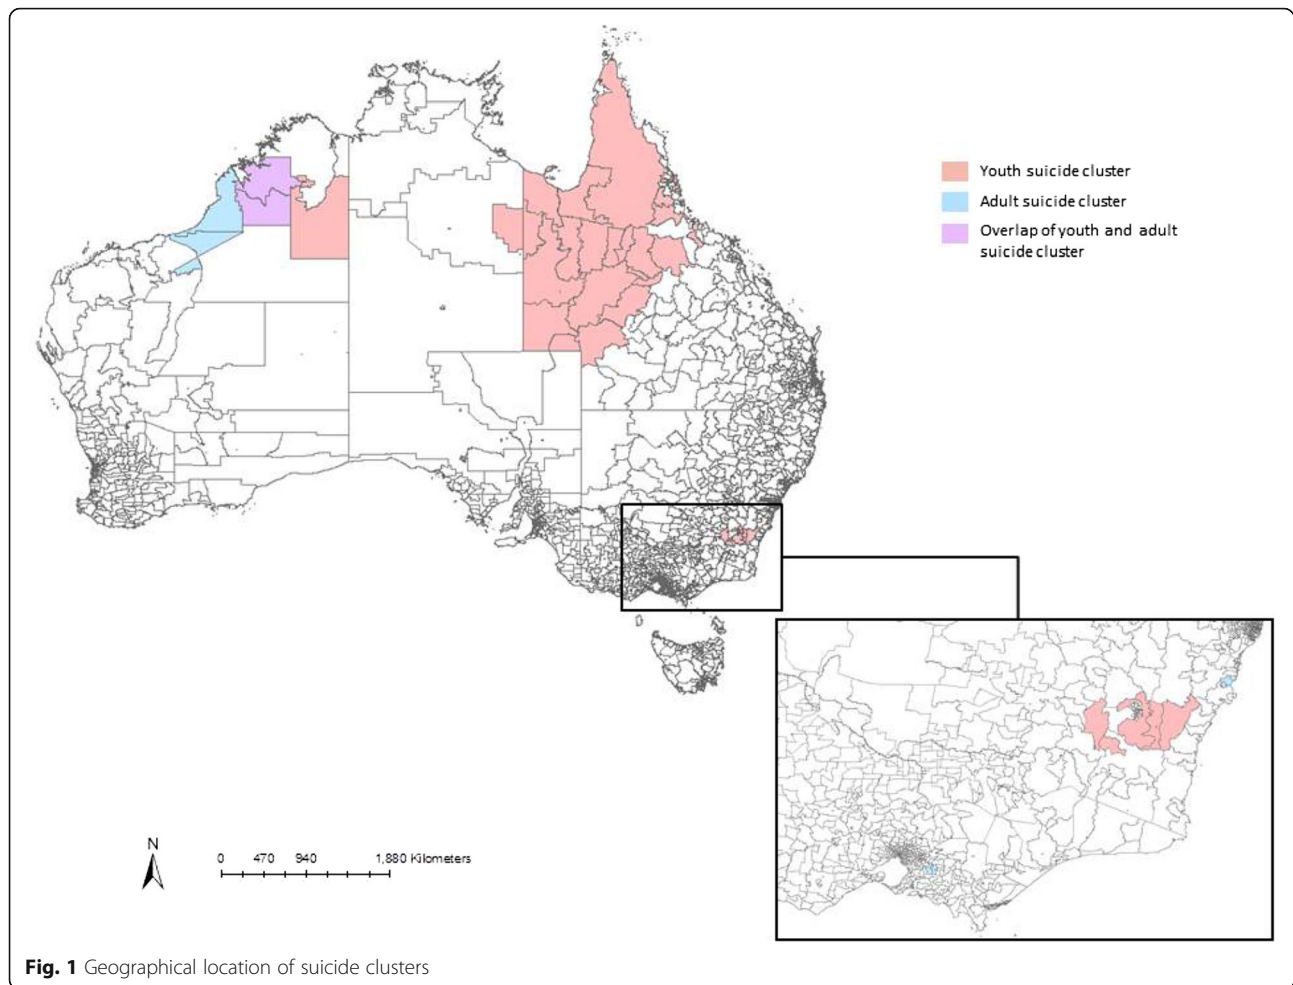 Youth suicide cluster
Adult suicide cluster
Overlap of youth and adult
suicide cluster
N
0 470 940 1,880 Kilometers
Fig. 1 Geographical location of suicide clusters